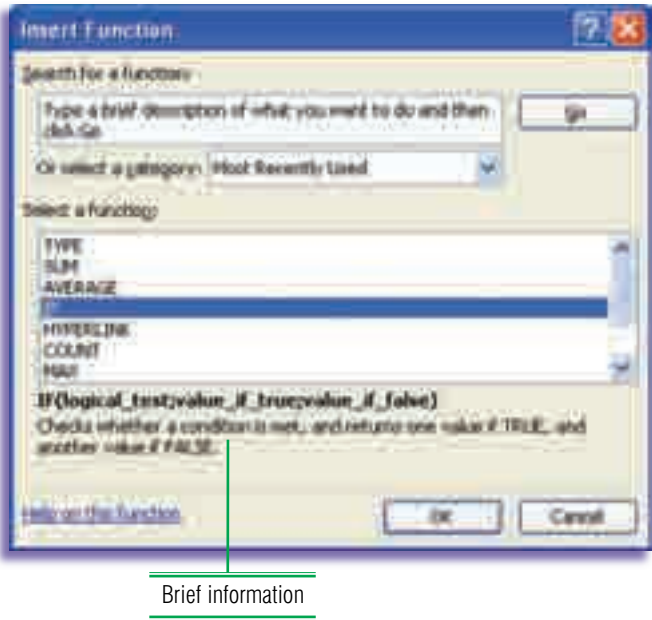 Insert Function
Search for a function:
Type a brief description of what you want to do and then
click Go
Go
Or select a category: Most Recently Used
Select a function:
TYPE
SUM
AVERAGE
IF
HYPERLINK
COUNT
MAX
IF(logical_test;value_if_true;value_if_false)
Checks whether a condition is met, and returns one value if TRUE, and
another value if FALSE.
Help on this function
OK
Cancel
Brief information